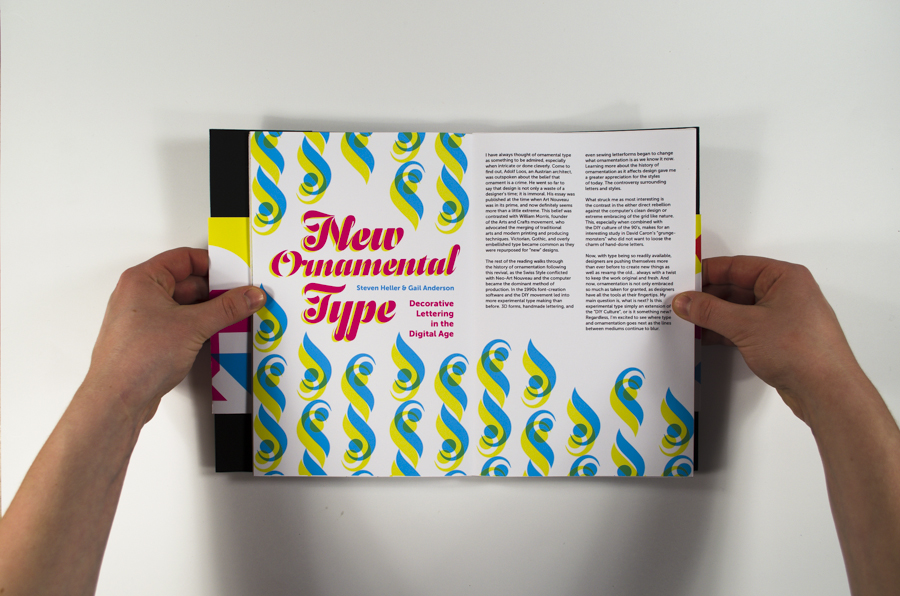 New
Ornamental
Type
Steven Heller & Gail Anderson
Decorative
Lettering
in the
Digital Age
I have always thought of ornamental type
as something to be admired, especially
when intricate or done cleverly. Come to
find out, Adolf Loos, an Austrian architect,
was outspoken about the belief that
ornament is a crime. He went so far to
say that design is not only a waste of a
designer's time, it is immoral. His essay was
published at the time when Art Nouveau
was in its prime, and now definitely seems
more than a little extreme. This belief was
contrasted with William Morris, founder
of the Arts and Crafts movement, who
advocated the merging of traditional
arts and modern printing and producing
techniques. Victorian, Gothic, and overly
embellished type became common as they
were repurposed for "new" designs.
The rest of the reading walks through
the history of ornamentation following
this revival, as the Swiss Style conflicted
with Neo-Art Nouveau and the computer
became the dominant method of
production. In the 1990s font-creation
software and the DIY movement led into
more experimental type making than
before. 3D forms, handmade lettering, and
even sewing letterforms began to change
what ornamentation is as we know it now.
Learning more about the history of
ornamentation as it affects design gave me
a greater appreciation for the styles
of today. The controversy surrounding
letters and styles.
What struck me as most interesting is
the contrast in the either direct rebellion
against the computer's clean design or
extreme embracing of the grid like nature.
This, especially when combined with
the DIY culture of the 90's, makes for an
interesting study in David Carson's "grunge-
monsters" who did not want to loose the
charm of hand-done letters.
Now, with type being so readily available,
designers are pushing themselves more
than ever before to create new things as
well as revamp the old... always with a twist
to keep the work original and fresh. And
now, ornamentation is not only embraced
so much as taken for granted, as designers
have all the tools at their fingertips. My
main question is, what is next? Is this
experimental type simply an extension of
the "DIY Culture", or is it something new?
Regardless, I'm excited to see where type
and ornamentation goes next as the lines
between mediums continue to blur.